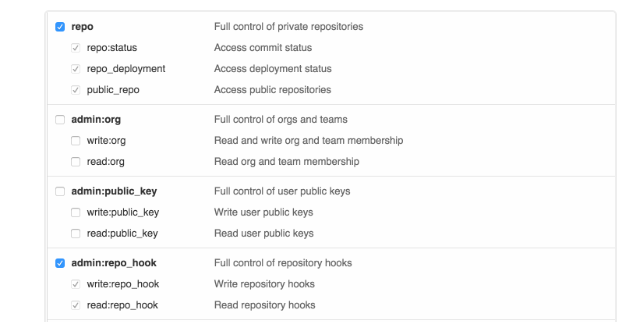 repo Full control of private repositories
repo:status Access commit status
repo_deployment Access deployment status
public_repo Access public repositories
admin:org Full control of orgs and teams
write:org Read and write org and team membership
read:org Read org and team membership
admin:public_key Full control of user public keys
write:public_key Write user public keys
read:public_key Read user public keys
admin:repo_hook Full control of repository hooks
write:repo_hook Write repository hooks
read:repo_hook Read repository hooks